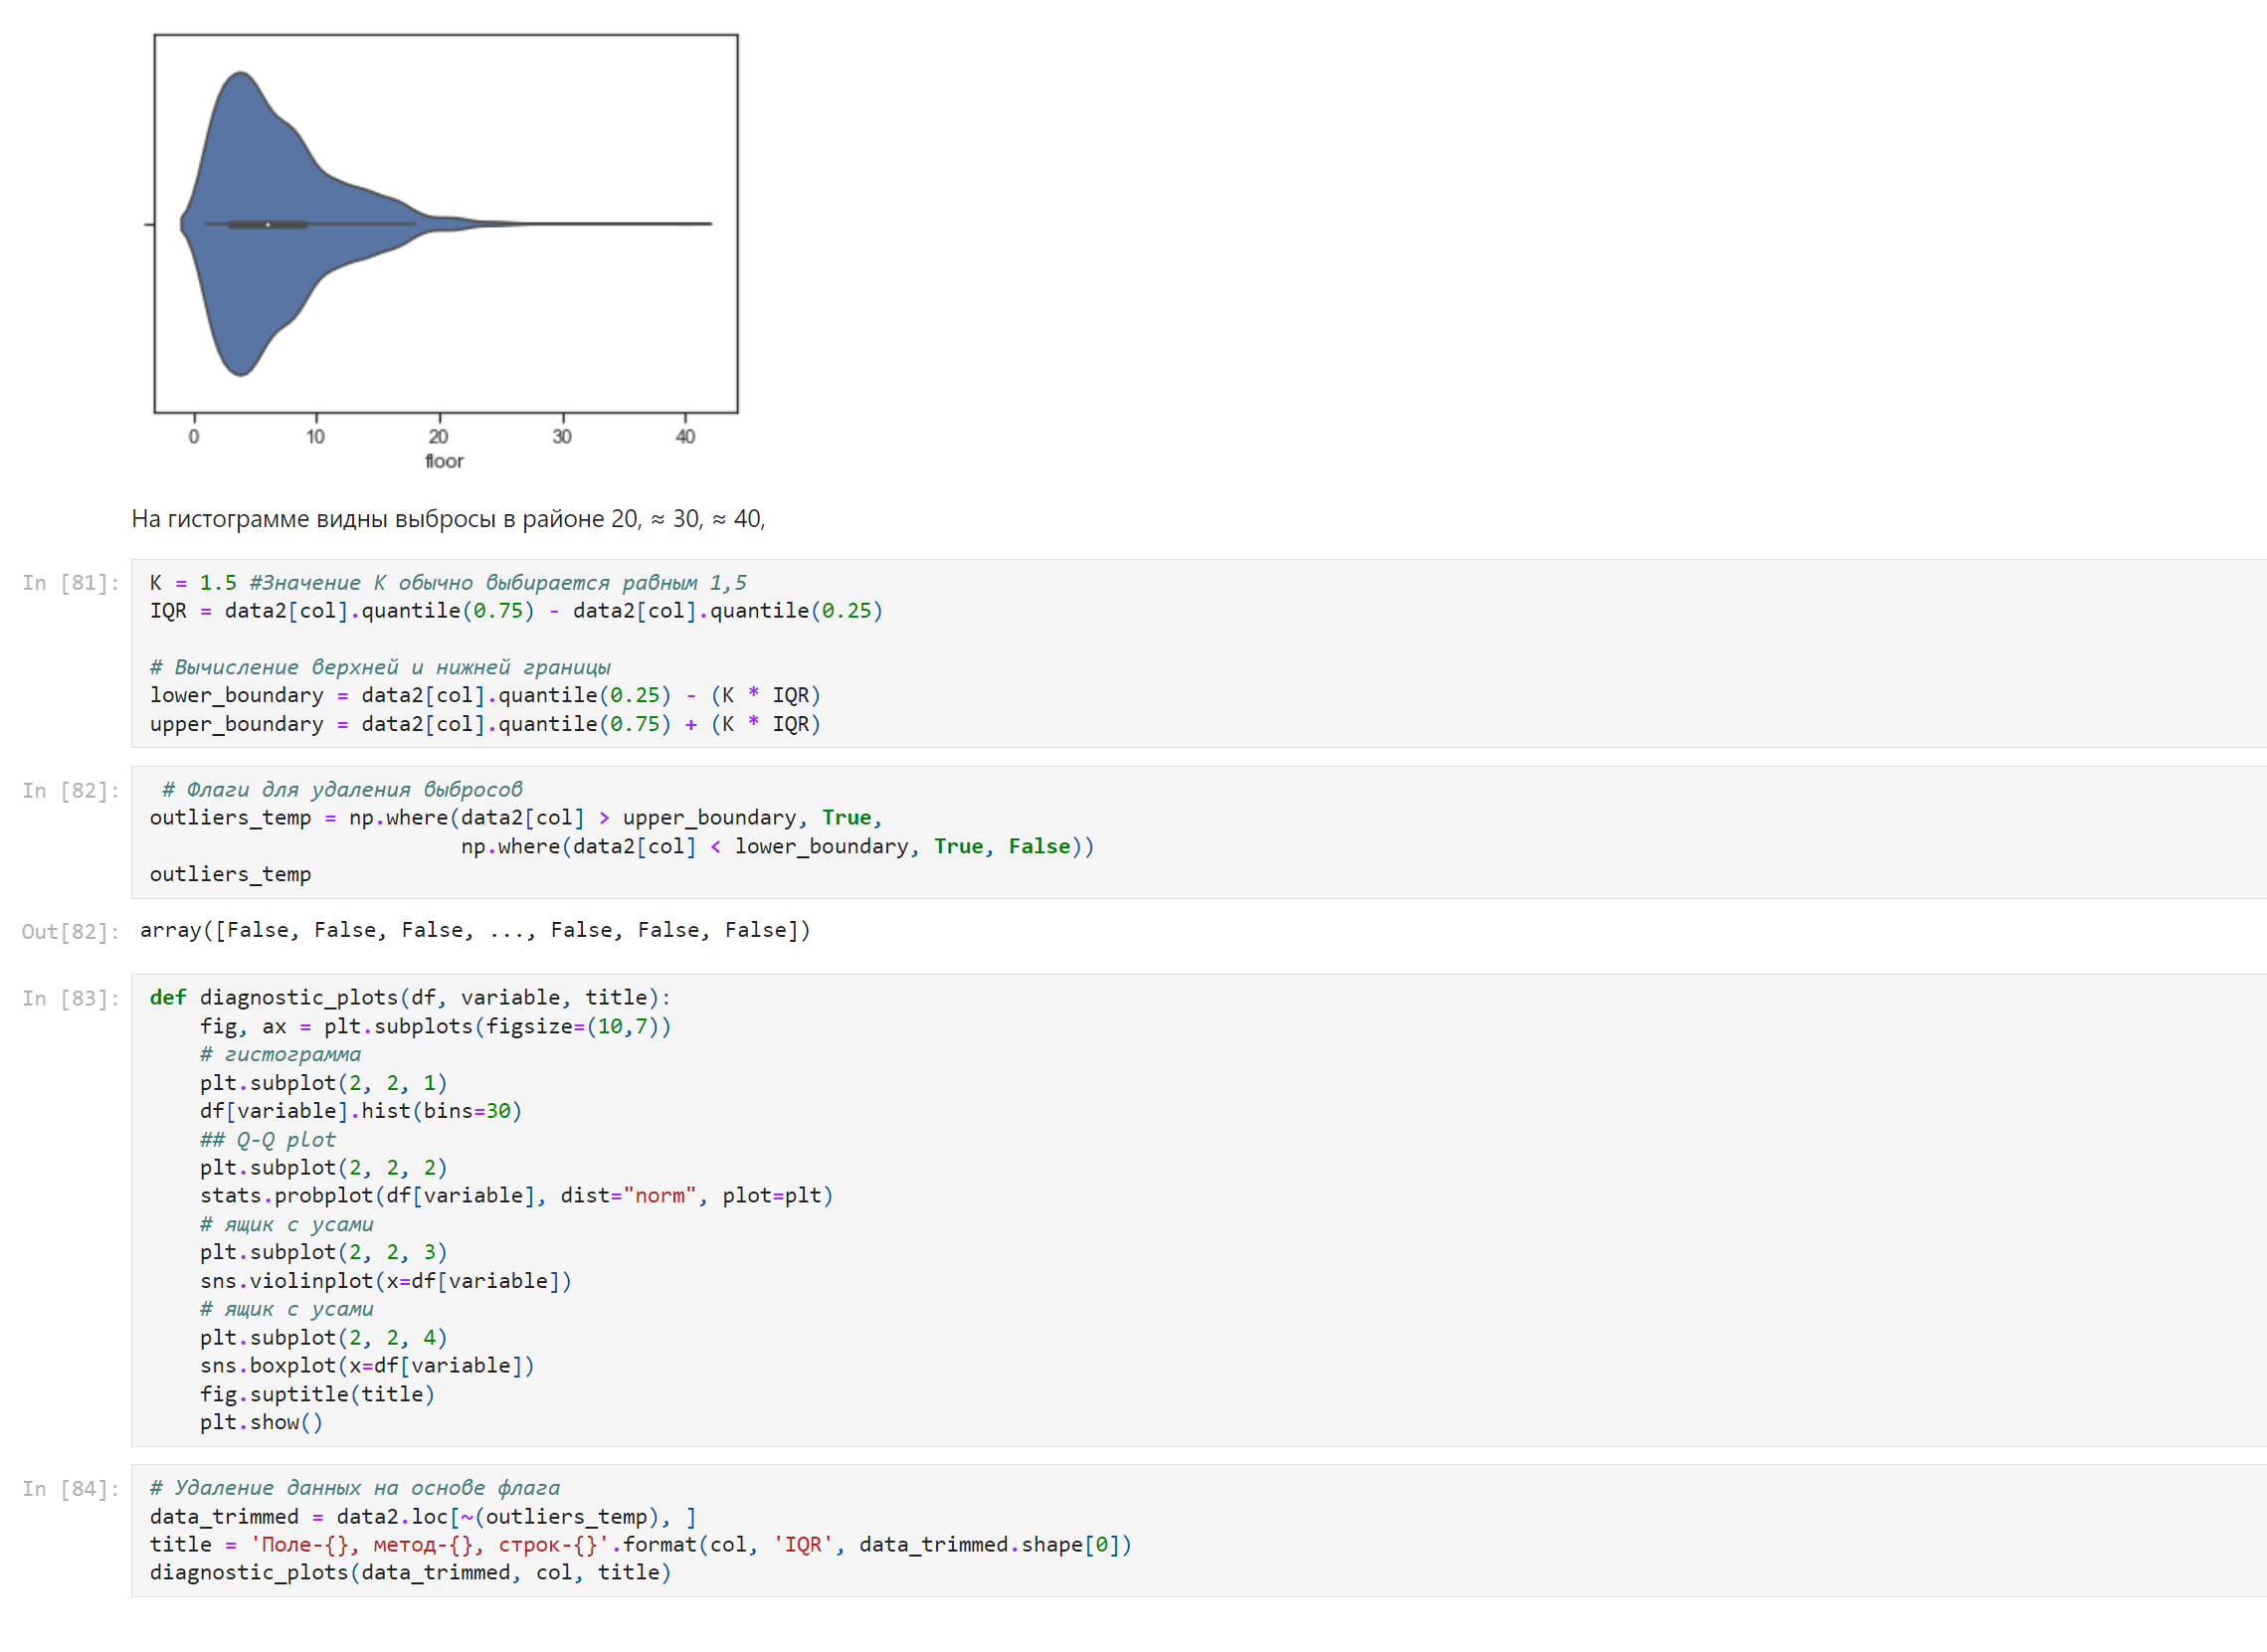 0 10 20 30 40
floor
На гистограмме видны выбросы в районе 20, ≈ 30, ≈ 40,
In [81]:
K = 1.5 #Значение К обычно выбирается равным 1,5
IQR = data2[col].quantile(0.75) - data2[col].quantile(0.25)
# Вычисление верхней и нижней границы
lower_boundary = data2[col].quantile(0.25) - (K * IQR)
upper_boundary = data2[col].quantile(0.75) + (K * IQR)
In [82]:
# Флаги для удаления выбросов
outliers_temp = np.where(data2[col] > upper_boundary, True,
np.where(data2[col] < lower_boundary, True, False))
outliers_temp
Out[82]: array([False, False, False, ..., False, False, False])
In [83]:
def diagnostic_plots(df, variable, title):
fig, ax = plt.subplots(figsize=(10,7))
# гистограмма
plt.subplot(2, 2, 1)
df[variable].hist(bins=30)
## Q-Q plot
plt.subplot(2, 2, 2)
stats.probplot(df[variable], dist="norm", plot=plt)
# ящик с усами
plt.subplot(2, 2, 3)
sns.violinplot(x=df[variable])
# ящик с усами
plt.subplot(2, 2, 4)
sns.boxplot(x=df[variable])
fig.suptitle(title)
plt.show()
In [84]:
# Удаление данных на основе флага
data_trimmed = data2.loc[~(outliers_temp), ]
title = 'Поле-{}, метод-{}, строк-{}'.format(col, 'IQR', data_trimmed.shape[0])
diagnostic_plots(data_trimmed, col, title)